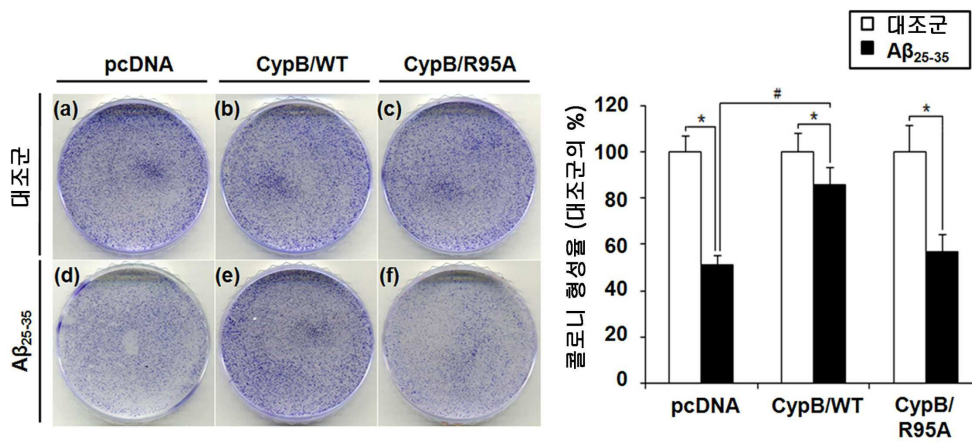 pcDNA CypB/WT CypB/R95A
대조군
(a) (b) (c)
Aβ25-35
(d) (e) (f)
대조군
Aβ25-35
콜로니 형성율 (대조군의 %)
120
100
80
60
40
20
0
* # * *
pcDNA CypB/WT CypB/
R95A